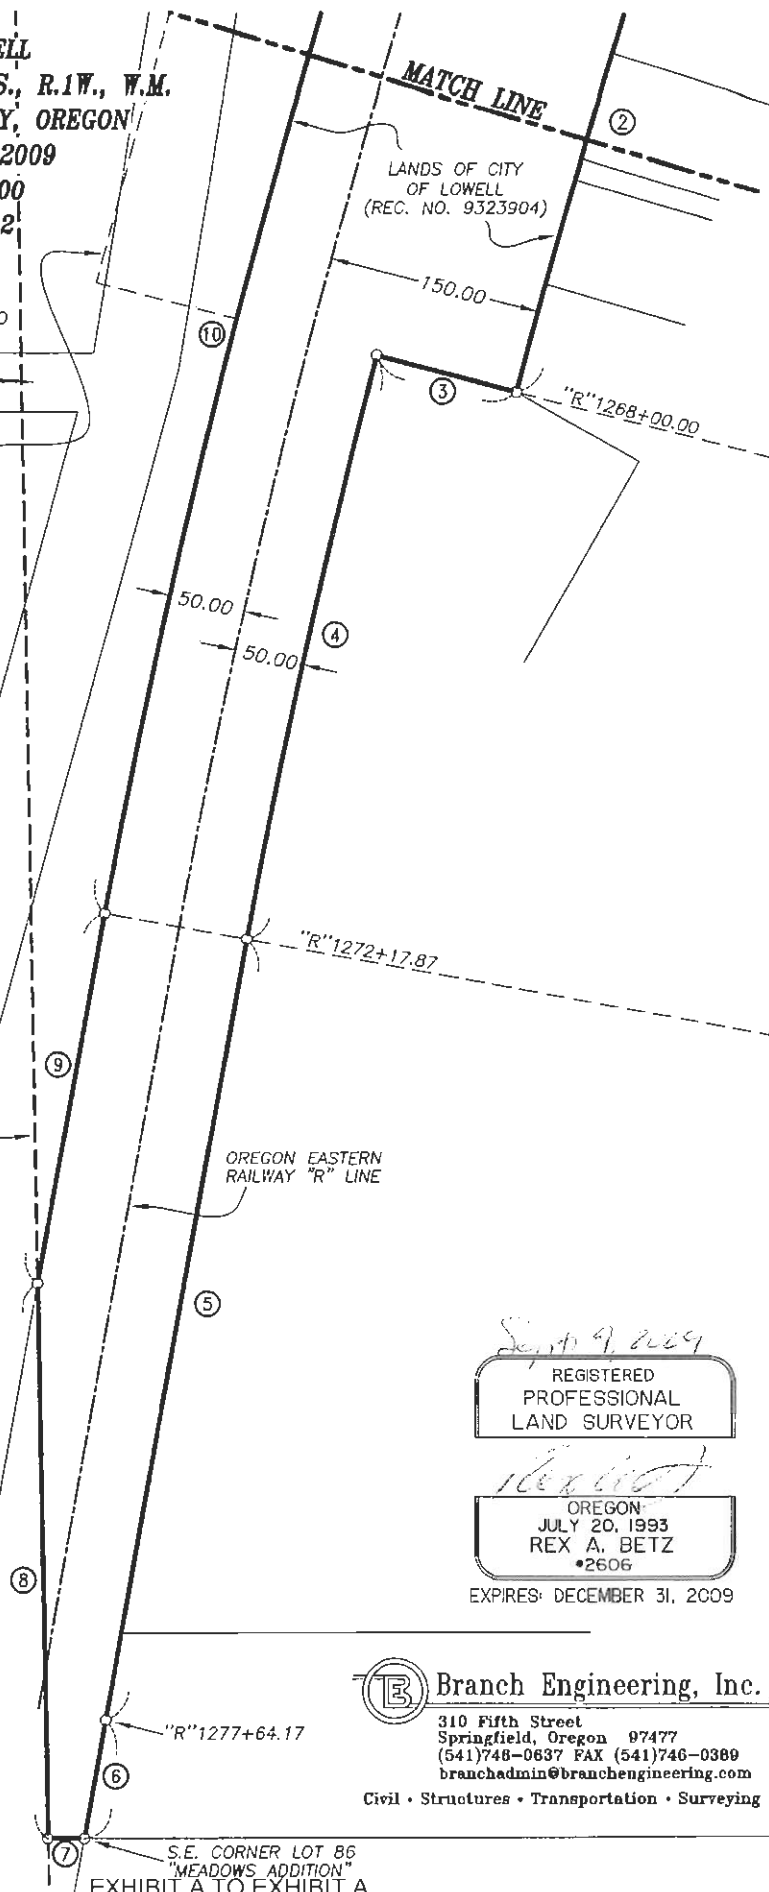 S., R.1W., W.M.
Y, OREGON
2009
00
2
MATCH LINE
2
LANDS OF CITY
OF LOWELL
(REC. NO. 9323904)
150.00
10
3
"R"1268+00.00
50.00
4
50.00
"R"1272+17.87
9
OREGON EASTERN
RAILWAY "R" LINE
5
Sept 9, 2009
REGISTERED
PROFESSIONAL
LAND SURVEYOR
OREGON
JULY 20, 1993
REX A. BETZ
•2606
EXPIRES: DECEMBER 31, 2009
8
Branch Engineering, Inc.
310 Fifth Street
Springfield, Oregon 97477
(541)746-0637 FAX (541)746-0389
branchadmin@branchengineering.com
Civil • Structures • Transportation • Surveying
"R"1277+64.17
6
7
S.E. CORNER LOT 86
"MEADOWS ADDITION"
EXHIBIT A TO EXHIBIT A